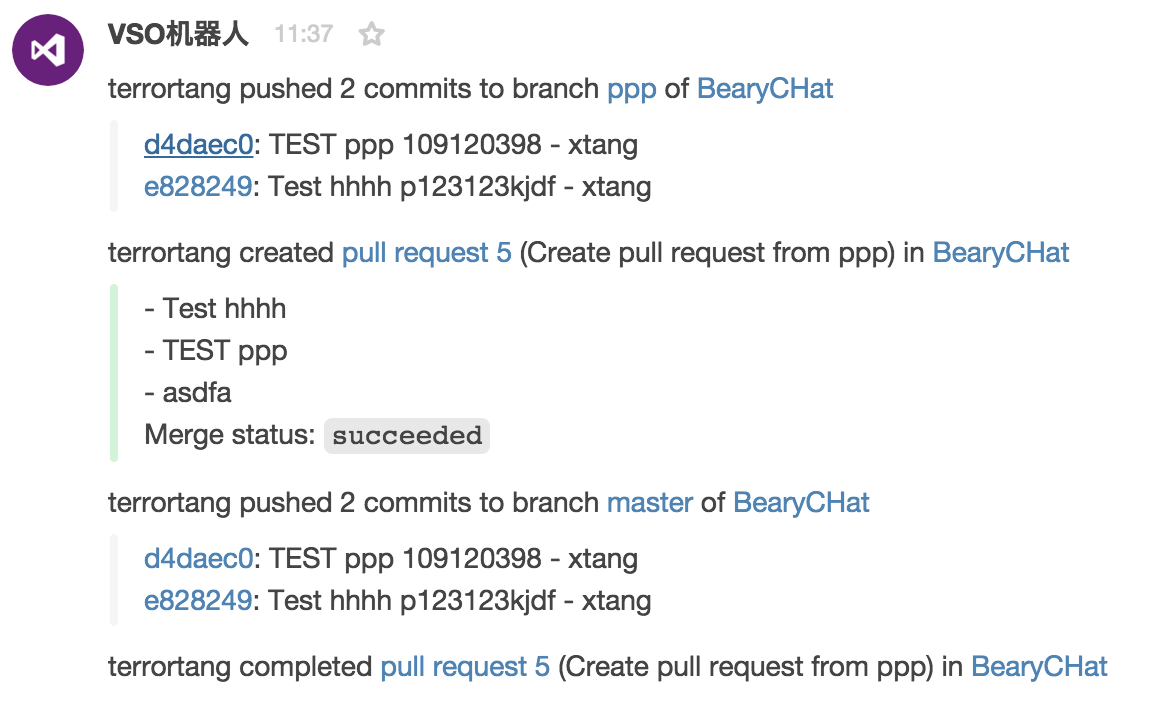 VSO机器人 11:37
terrortang pushed 2 commits to branch ppp of BearyCHat
d4daec0: TEST ppp 109120398 - xtang
e828249: Test hhhh p123123kjdf - xtang
terrortang created pull request 5 (Create pull request from ppp) in BearyCHat
- Test hhhh
- TEST ppp
- asdfa
Merge status: succeeded
terrortang pushed 2 commits to branch master of BearyCHat
d4daec0: TEST ppp 109120398 - xtang
e828249: Test hhhh p123123kjdf - xtang
terrortang completed pull request 5 (Create pull request from ppp) in BearyCHat